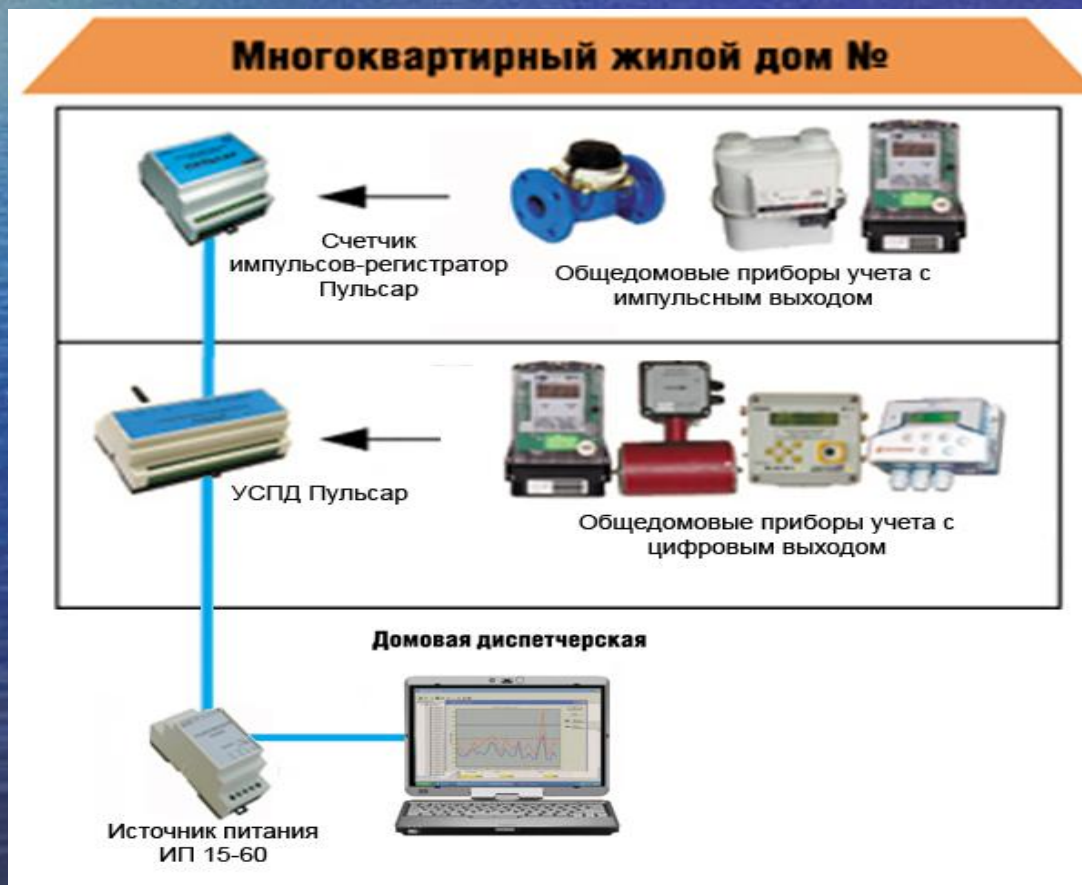 Многоквартирный жилой дом №
Пульсар
Счетчик
импульсов-регистратор
Пульсар
Общедомовые приборы учета с
импульсным выходом
УСПД Пульсар
Общедомовые приборы учета с
цифровым выходом
Домовая диспетчерская
Источник питания
ИП 15-60